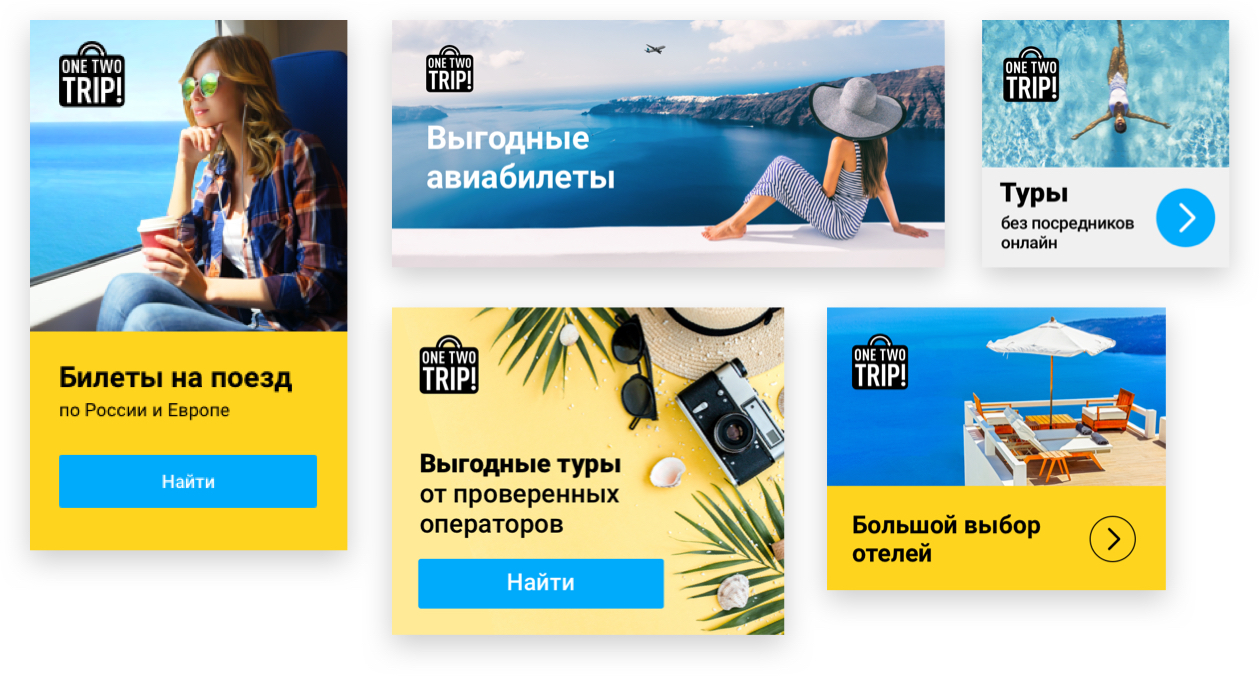 ONE TWO
TRIP!
Билеты на поезд
по России и Европе
Найти
ONE TWO
TRIP!
Выгодные
авиабилеты
ONE TWO
TRIP!
Туры
без посредников
онлайн
ONE TWO
TRIP!
Выгодные туры
от проверенных
операторов
Найти
ONE TWO
TRIP!
Большой выбор
отелей